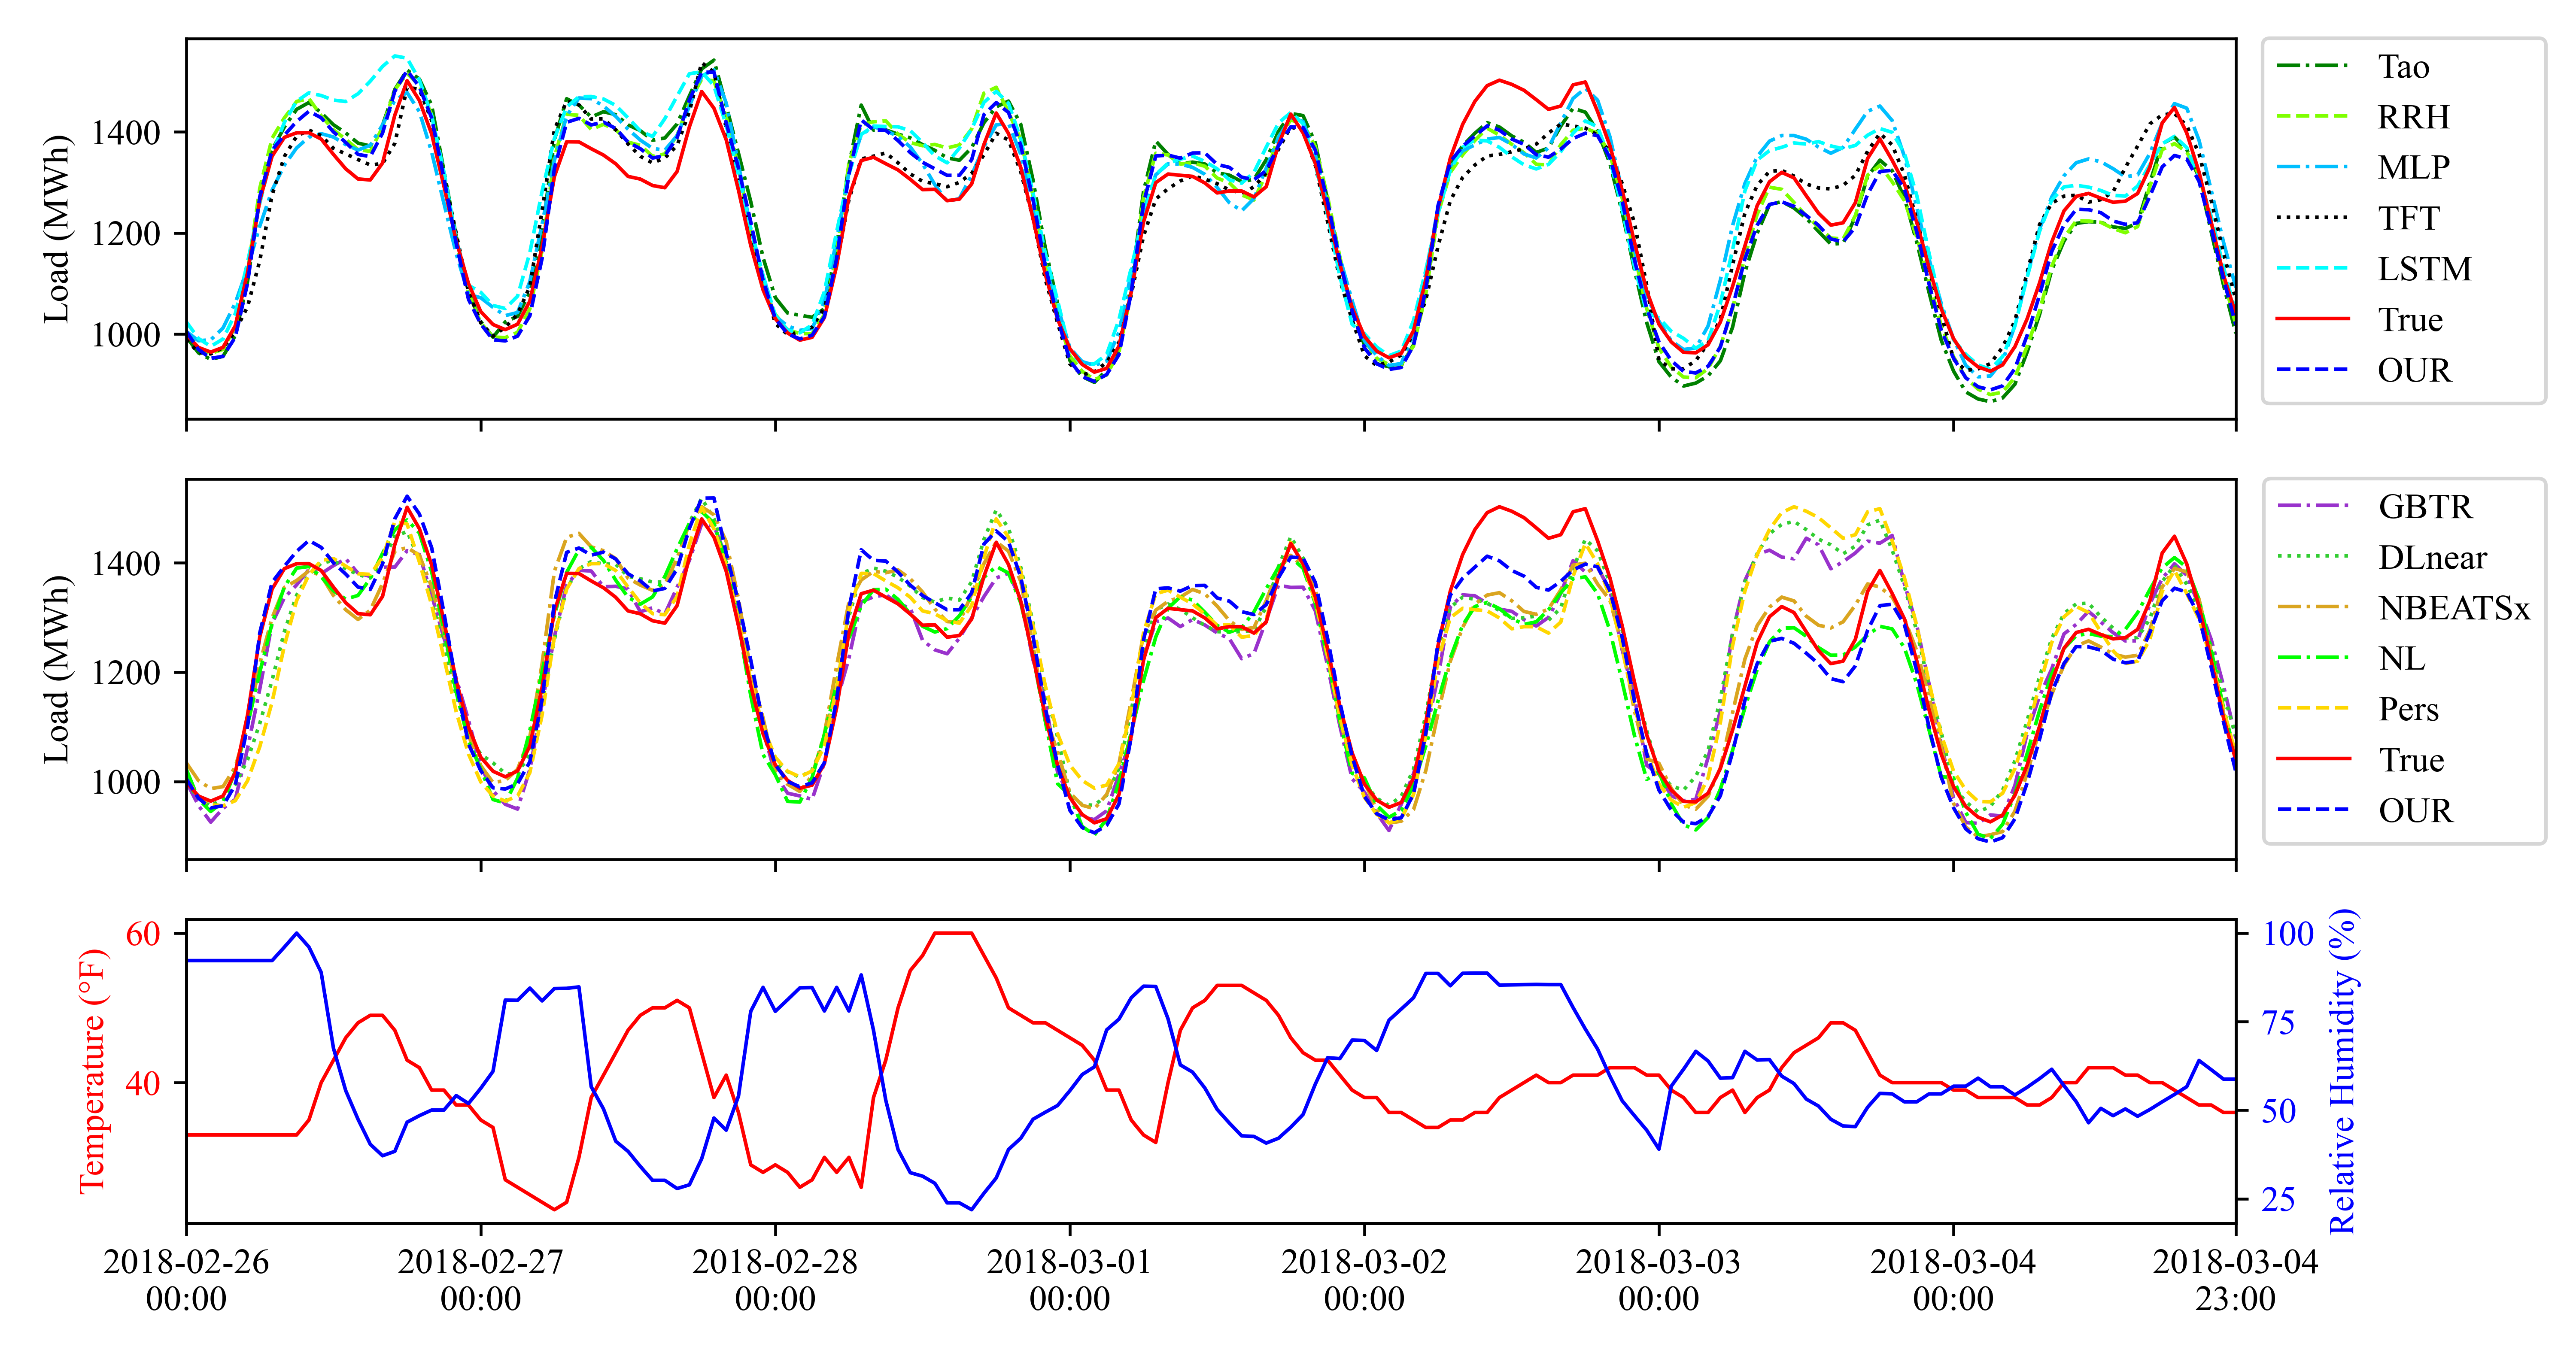 Load (MWh)
1400
1200
1000
Tao
RRH
MLP
TFT
LSTM
True
OUR
Load (MWh)
1400
1200
1000
GBTR
DLnear
NBEATSx
NL
Pers
True
OUR
Temperature (°F)
60
40
100
75
50
25
Relative Humidity (%)
2018-02-26 2018-02-27 2018-02-28 2018-03-01 2018-03-02 2018-03-03 2018-03-04 2018-03-04
00:00 00:00 00:00 00:00 00:00 00:00 00:00 23:00